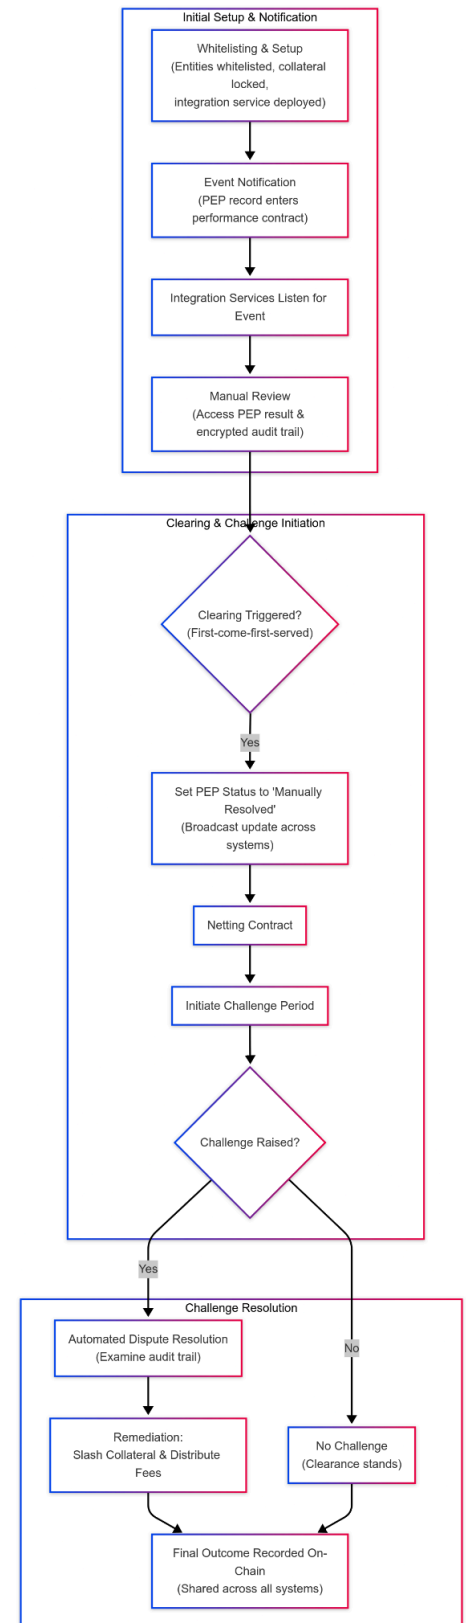 Initial Setup & Notification
Whitelisting & Setup
(Entities whitelisted, collateral
locked,
integration service deployed)
Event Notification
(PEP record enters
performance contract)
Integration Services Listen for
Event
Manual Review
(Access PEP result &
encrypted audit trail)
Clearing & Challenge Initiation
Clearing Triggered?
(First-come-first-served)
Yes
Set PEP Status to 'Manually
Resolved'
(Broadcast update across
systems)
Netting Contract
Initiate Challenge Period
Challenge Raised?
Yes
No
Challenge Resolution
Automated Dispute Resolution
(Examine audit trail)
Remediation:
Slash Collateral & Distribute
Fees
No Challenge
(Clearance stands)
Final Outcome Recorded On-
Chain
(Shared across all systems)